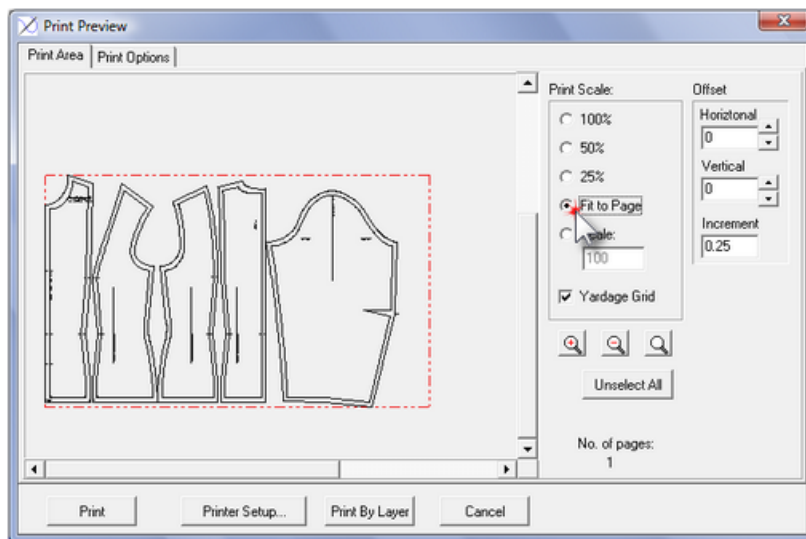 Print Preview
Print Area
Print Options
Print Scale:
100%
50%
25%
Fit to Page
100
Yardage Grid
Unselect All
No. of pages:
1
Offset
Horiztonal
0
Vertical
0
Increment
0.25
Print
Printer Setup...
Print By Layer
Cancel